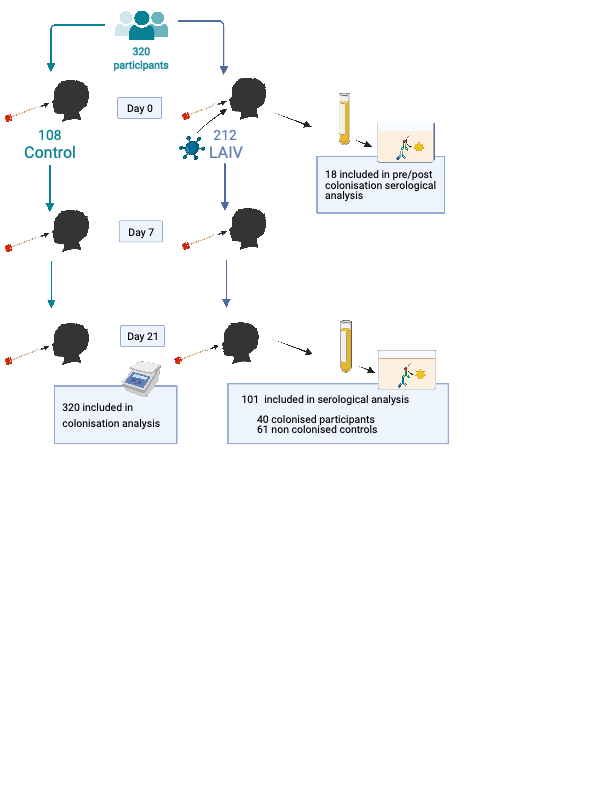 320
participants
Day 0
108
Control
212
LAIV
18 included in pre/post
colonisation serological
analysis
Day 7
Day 21
320 included in
colonisation analysis
101 included in serological analysis
40 colonised participants
61 non colonised controls